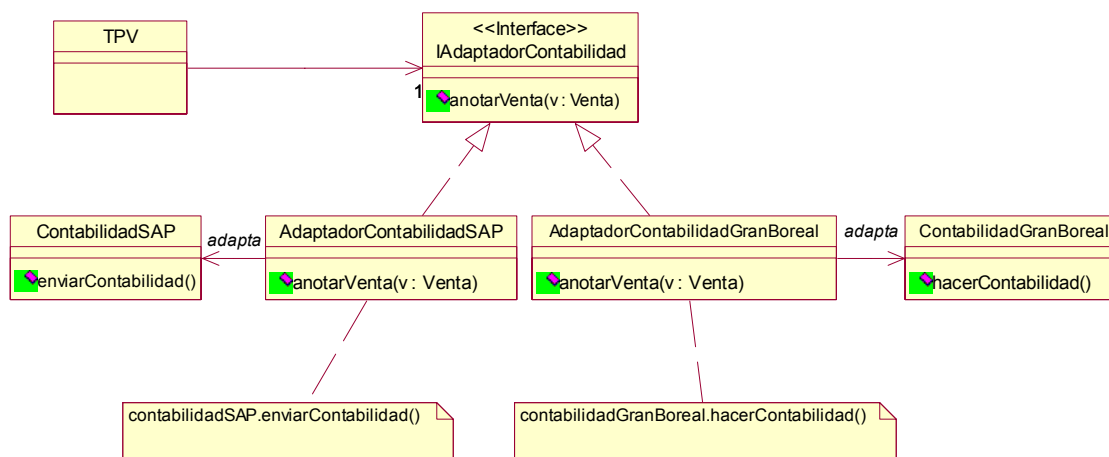 TPV
<<Interface>>
IAdaptadorContabilidad
1
anotarVenta(v : Venta)
ContabilidadSAP
enviarContabilidad()
adapta
AdaptadorContabilidadSAP
anotarVenta(v : Venta)
AdaptadorContabilidadGranBoreal
anotarVenta(v : Venta)
adapta
ContabilidadGranBoreal
hacerContabilidad()
contabilidadSAP.enviarContabilidad()
contabilidadGranBoreal.hacerContabilidad()